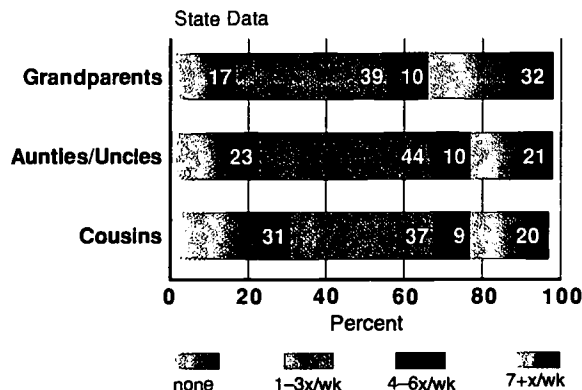 State Data
Grandparents 17 39 10 32
Aunties/Uncles 23 44 10 21
Cousins 31 37 9 20
0 20 40 60 80 100
Percent
none 1–3x/wk 4–6x/wk 7+x/wk